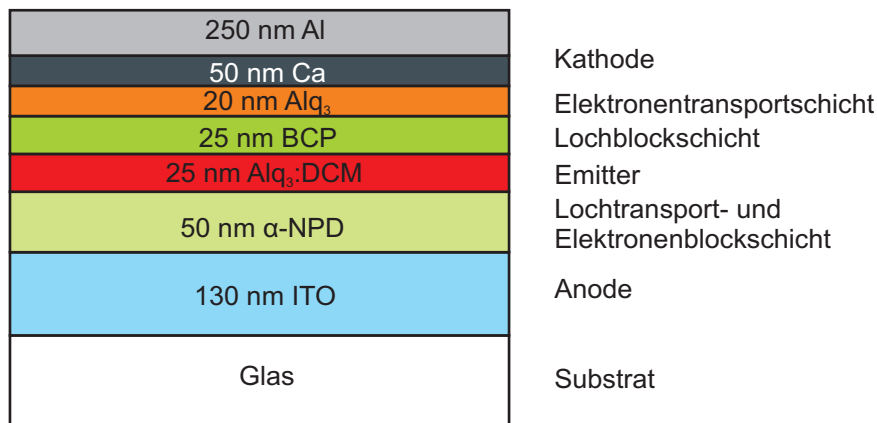 250 nm Al
Kathode
50 nm Ca
20 nm Alq₃
Elektronentransportschicht
25 nm BCP
Lochblockschicht
25 nm Alq₃:DCM
Emitter
50 nm α-NPD
Lochtransport- und
Elektronenblockschicht
130 nm ITO
Anode
Glas
Substrat